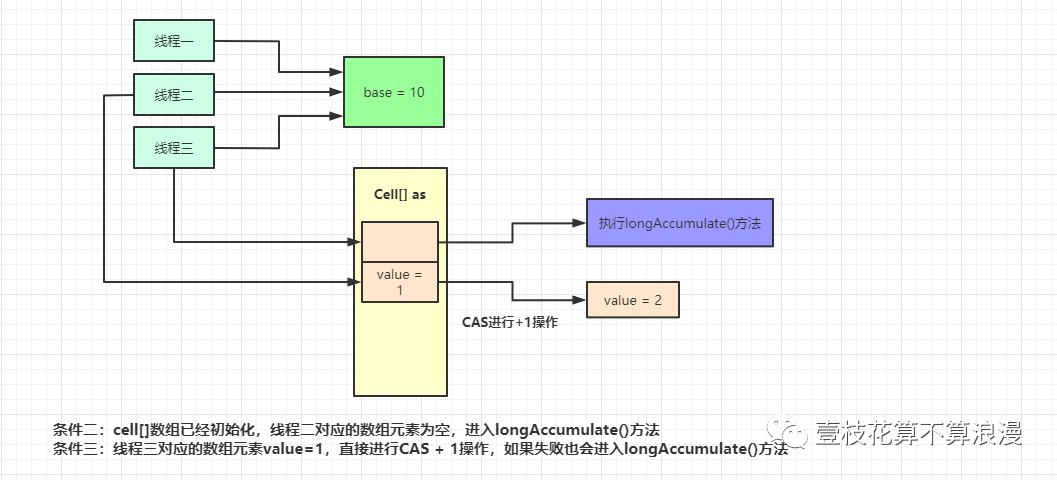 线程一
线程二
线程三
base = 10
Cell[] as
value =
1
执行longAccumulate()方法
value = 2
CAS进行+1操作
条件二：cell[]数组已经初始化，线程二对应的数组元素为空，进入longAccumulate()方法
条件三：线程三对应的数组元素value=1，直接进行CAS + 1操作，如果失败也会进入longAccumulate()方法
壹枝花算不算浪漫